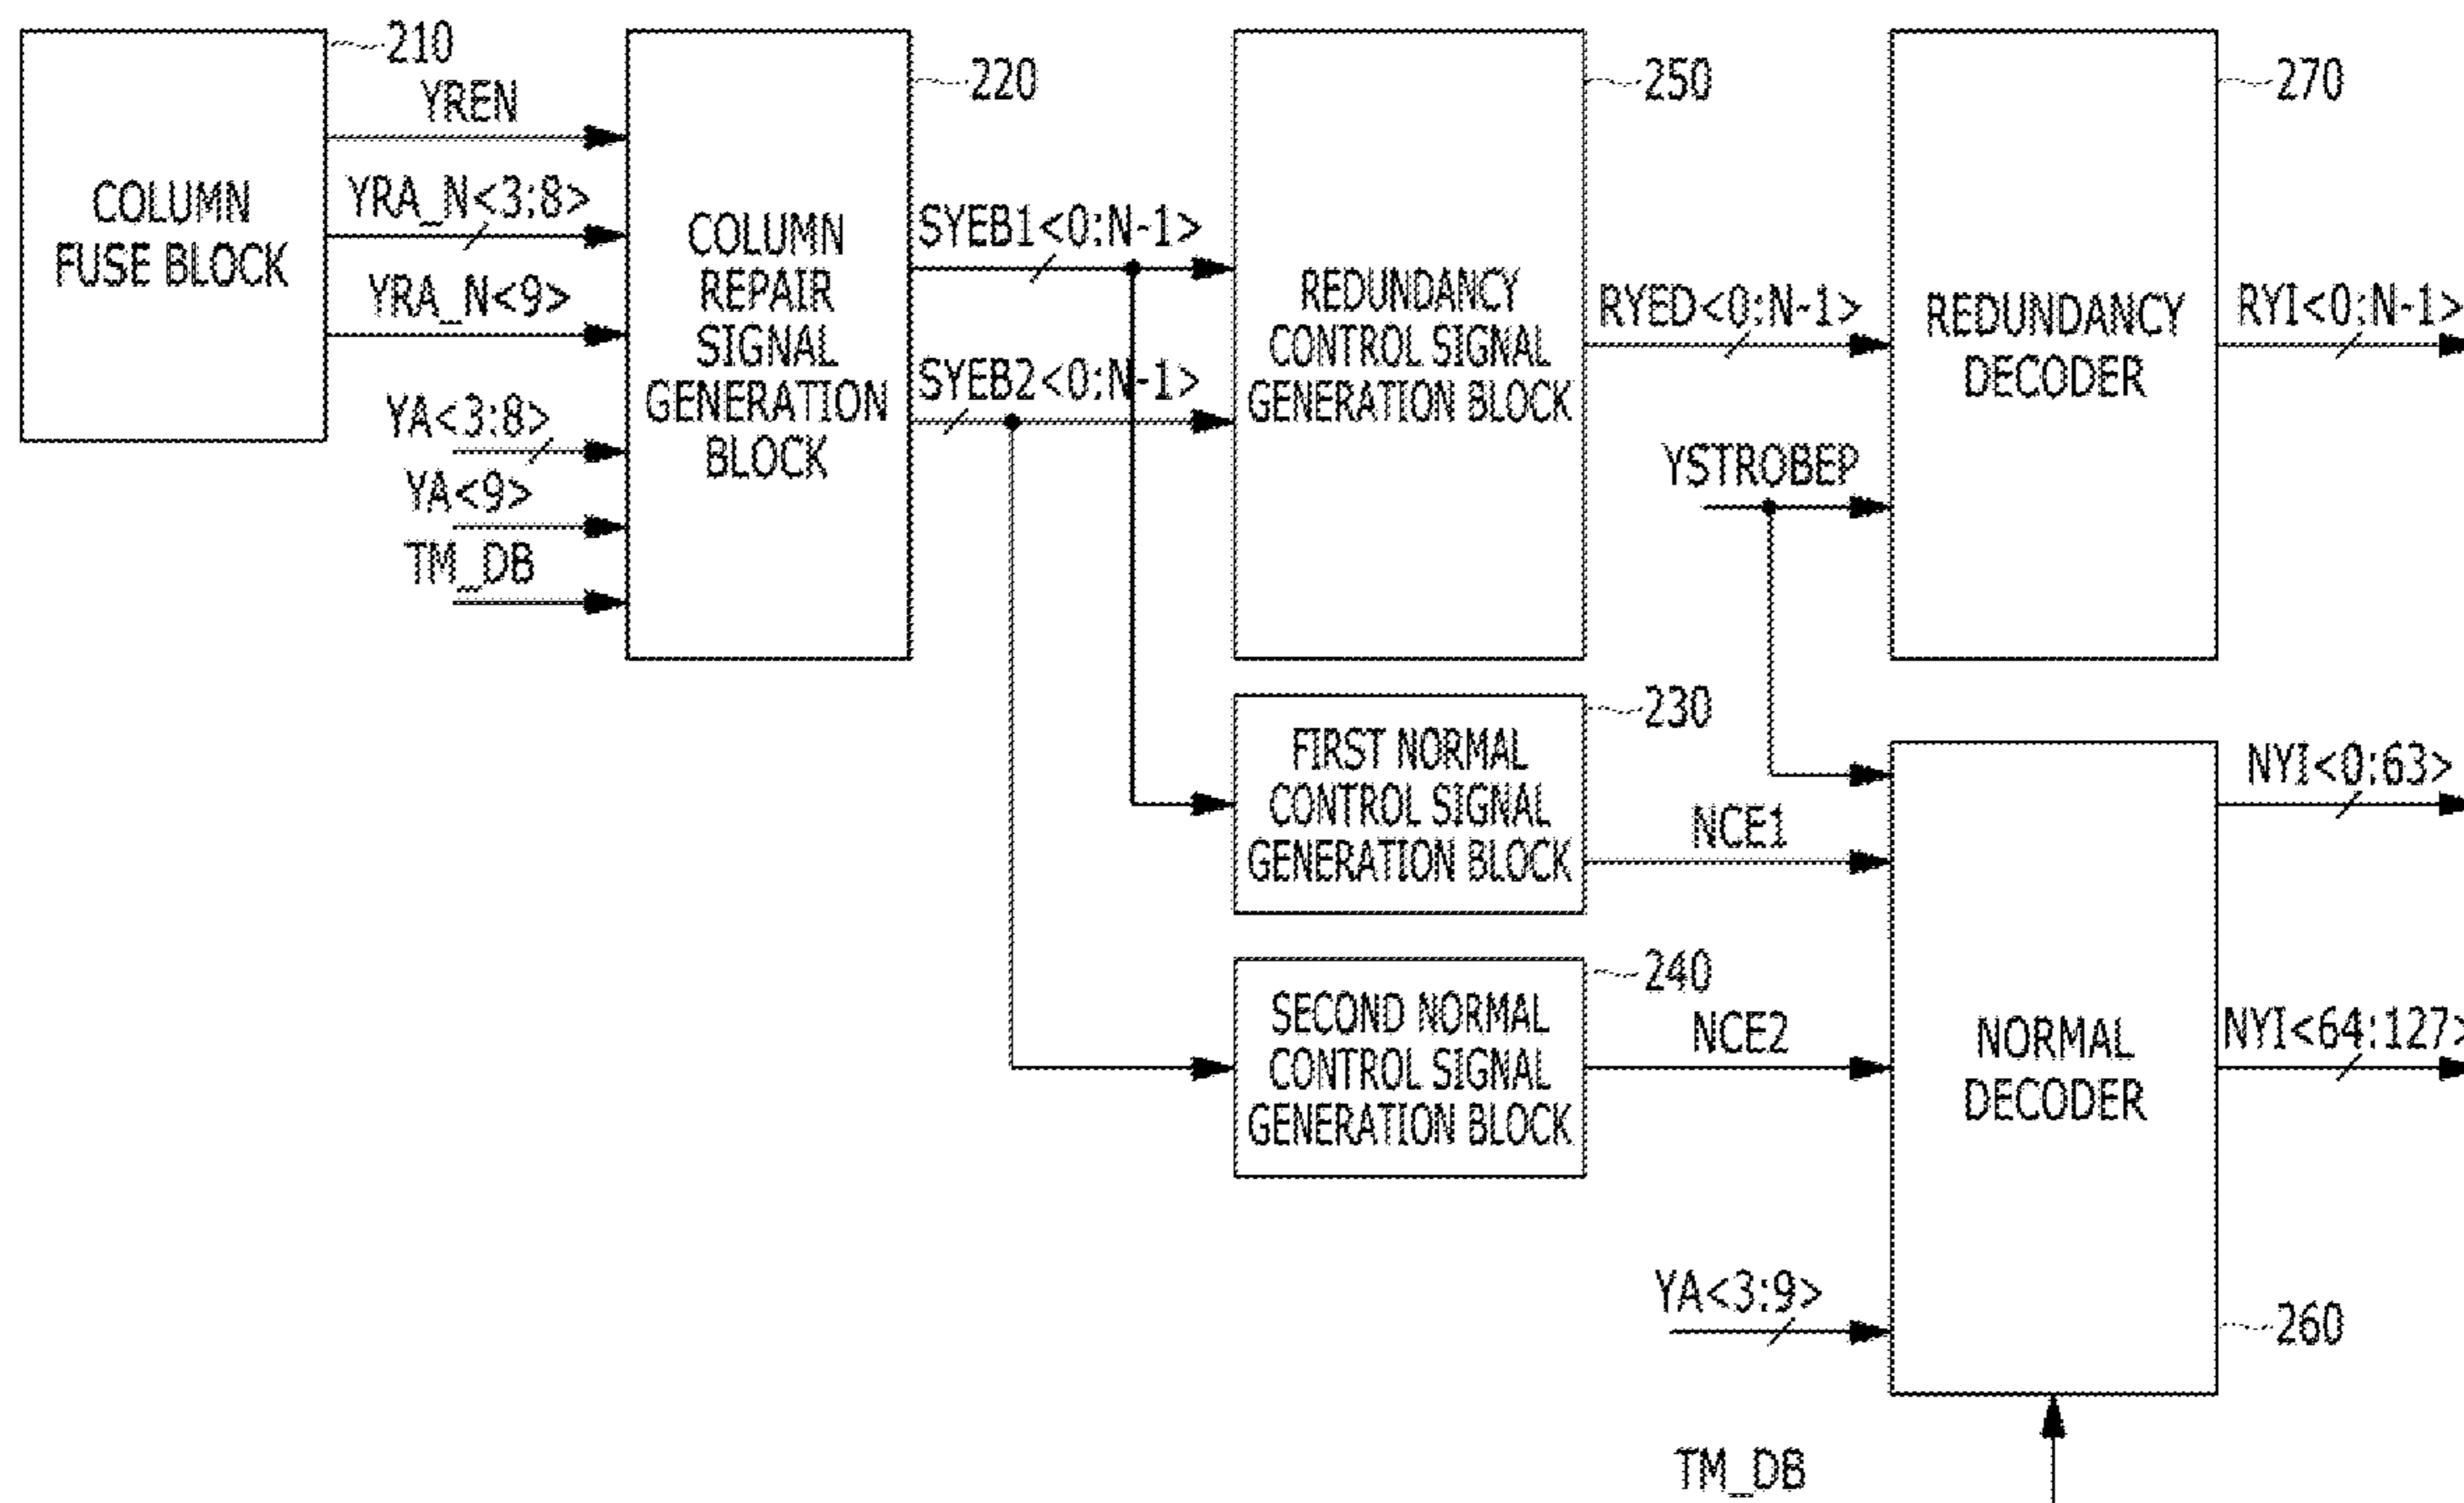 210
COLUMN
FUSE BLOCK
YREN
YRA_N<3:8>
YRA_N<9>
YA<3:8>
YA<9>
TM_DB
220
COLUMN
REPAIR
SIGNAL
GENERATION
BLOCK
SYEB1<0:N-1>
SYEB2<0:N-1>
250
REDUNDANCY
CONTROL SIGNAL
GENERATION BLOCK
RYED<0:N-1>
YSTROBEP
270
REDUNDANCY
DECODER
RYI<0:N-1>
230
FIRST NORMAL
CONTROL SIGNAL
GENERATION BLOCK
NCE1
240
SECOND NORMAL
CONTROL SIGNAL
GENERATION BLOCK
NCE2
YA<3:9>
NORMAL
DECODER
NYI<0:63>
NYI<64:127>
260
TM_DB